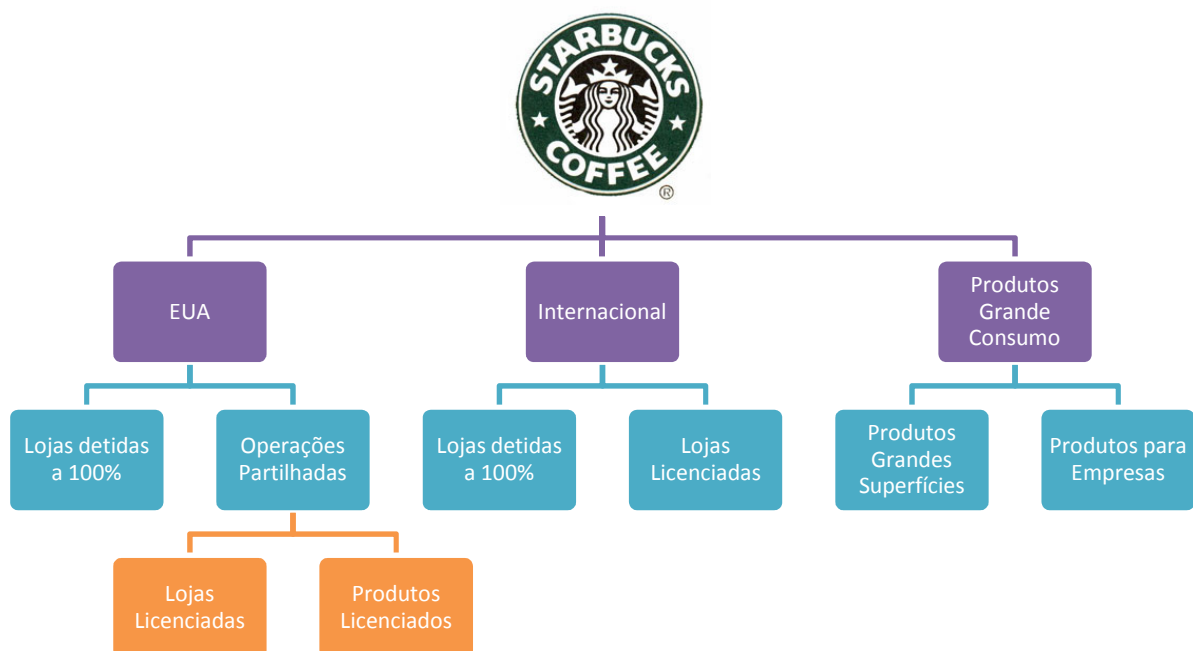 STARBUCKS
COFFEE
®
EUA
Internacional
Produtos
Grande
Consumo
Lojas detidas
a 100%
Operações
Partilhadas
Lojas detidas
a 100%
Lojas
Licenciadas
Produtos
Grandes
Superfícies
Produtos para
Empresas
Lojas
Licenciadas
Produtos
Licenciados